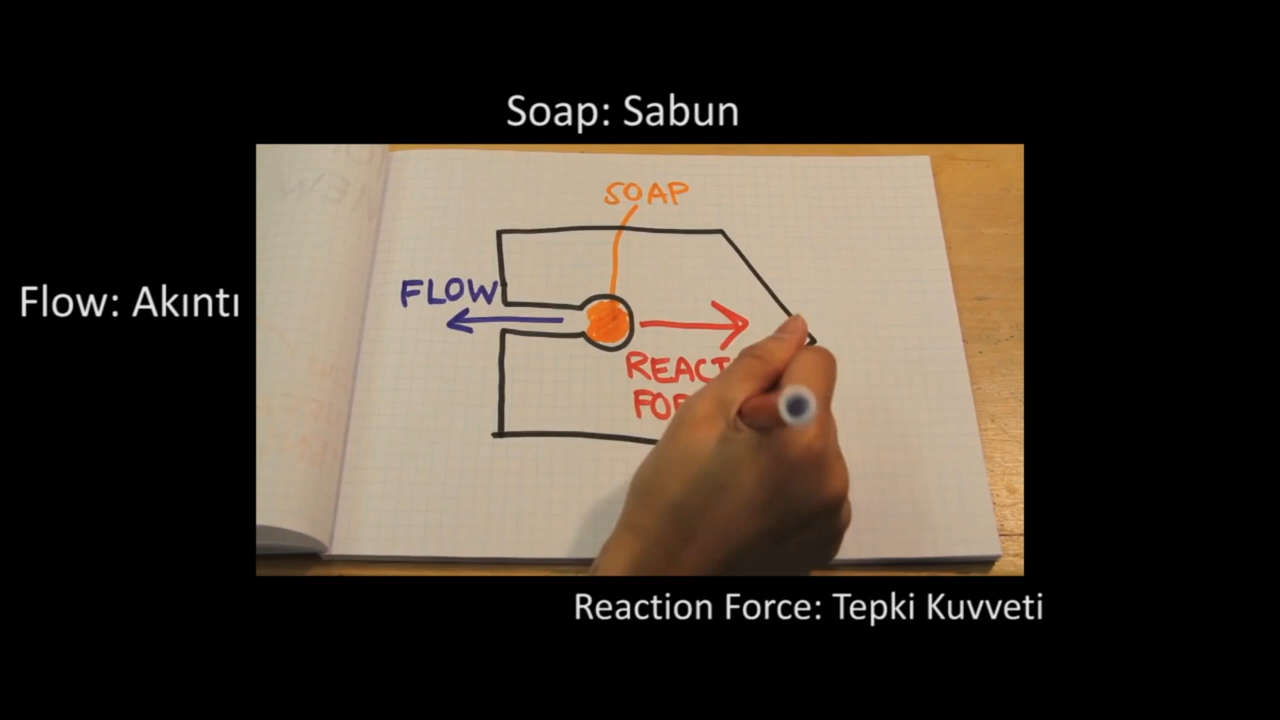 Soap: Sabun
SOAP
FLOW
Flow: Akıntı
Reaction Force: Tepki Kuvveti